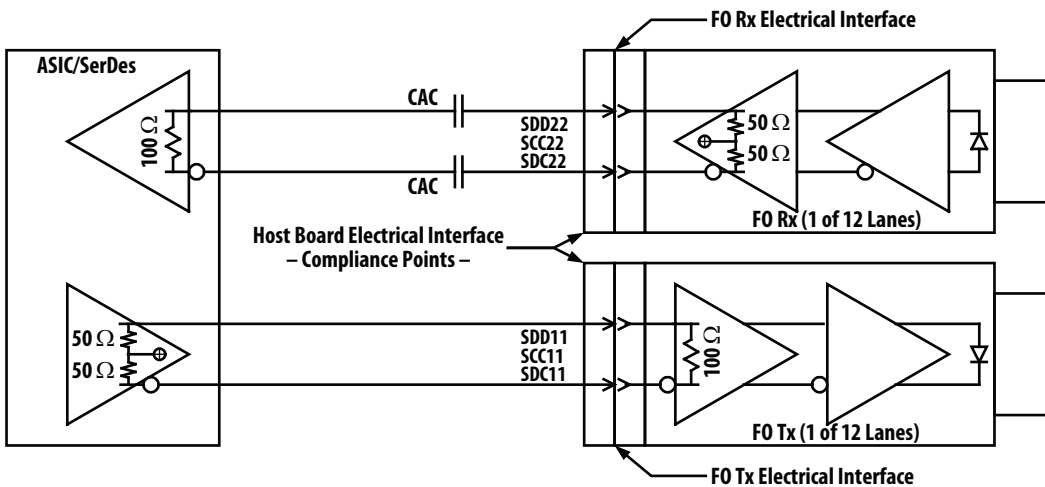 FO Rx Electrical Interface
ASIC/SerDes
100 Ω
CAC
CAC
SDD22
SCC22
SDC22
50 Ω
50 Ω
FO Rx (1 of 12 Lanes)
Host Board Electrical Interface
– Compliance Points –
50 Ω
50 Ω
SDD11
SCC11
SDC11
100 Ω
FO Tx (1 of 12 Lanes)
FO Tx Electrical Interface